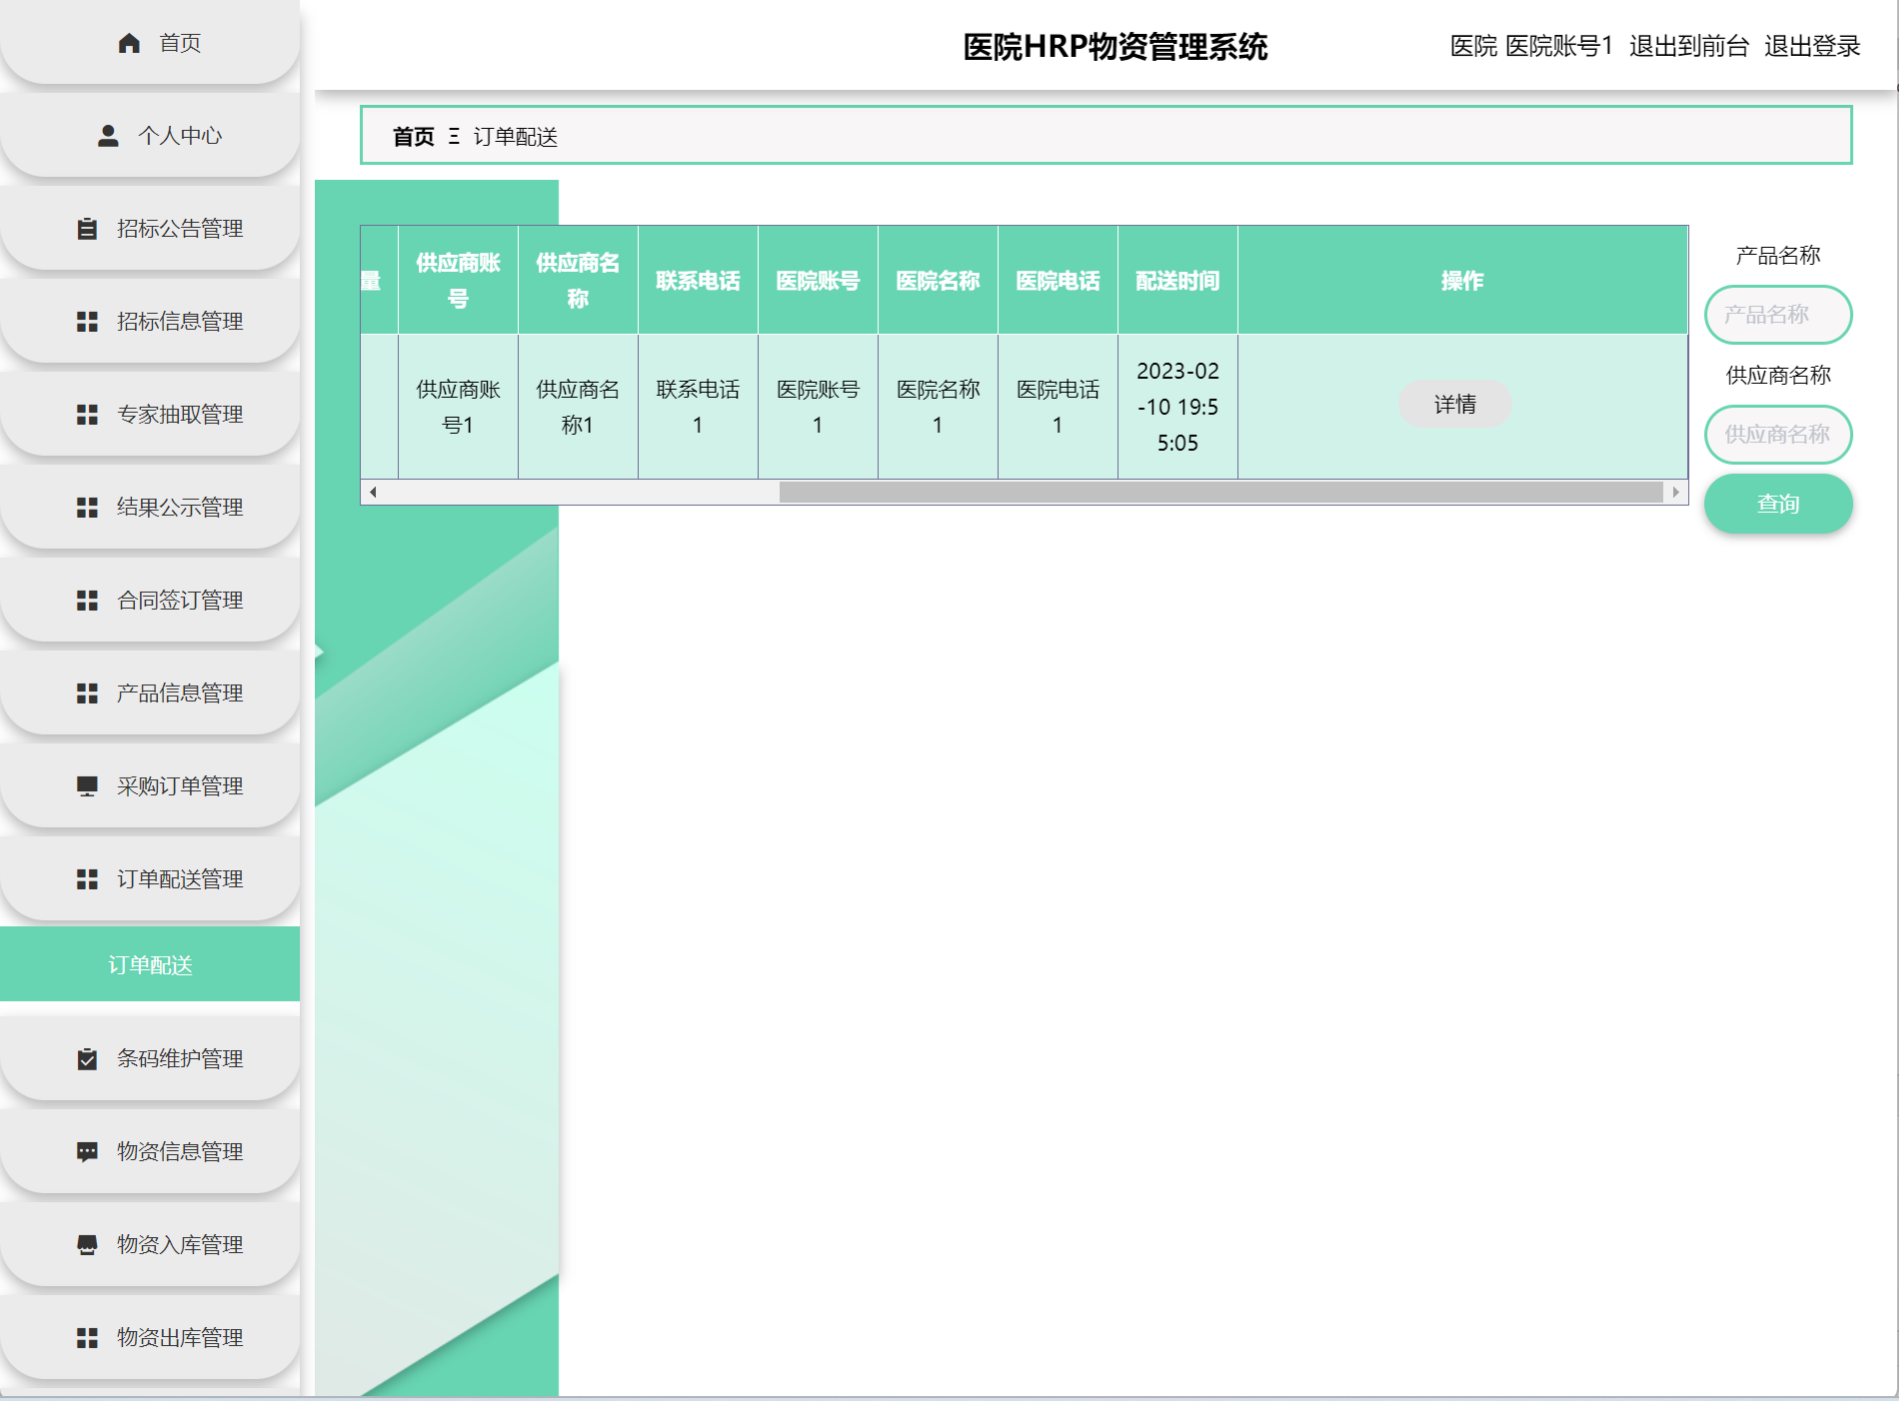 首页
个人中心
招标公告管理
招标信息管理
专家抽取管理
结果公示管理
合同签订管理
产品信息管理
采购订单管理
订单配送管理
订单配送
条码维护管理
物资信息管理
物资入库管理
物资出库管理
医院HRP物资管理系统
医院 医院账号1 退出到前台 退出登录
首页 Ξ 订单配送
量
供应商账
号
供应商名
称
联系电话
医院账号
医院名称
医院电话
配送时间
操作
供应商账
号1
供应商名
称1
联系电话
1
医院账号
1
医院名称
1
医院电话
1
2023-02
-10 19:5
5:05
详情
产品名称
产品名称
供应商名称
供应商名称
查询